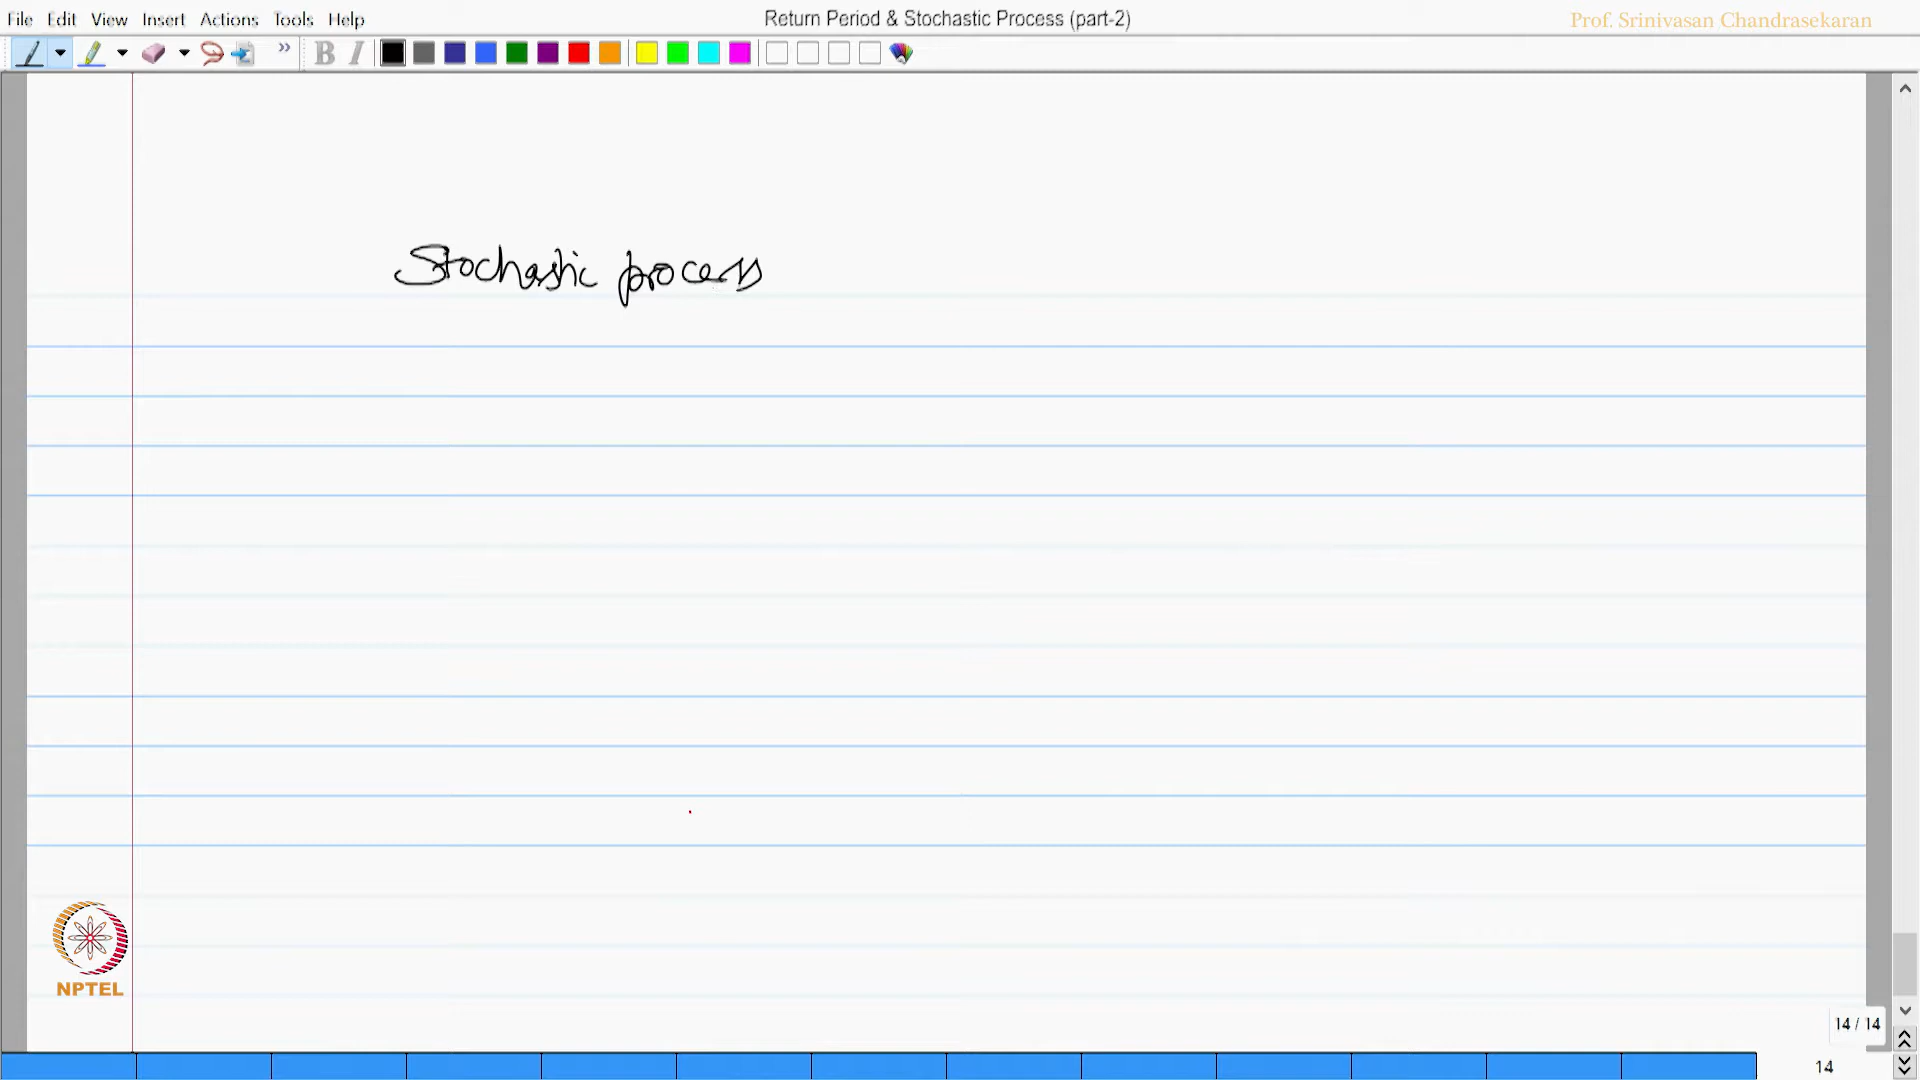 File Edit View Insert Actions Tools Help
Return Period & Stochastic Process (part-2)
Prof. Srinivasan Chandrasekaran
B I
Stochastic process
NPTEL
14 / 14
14